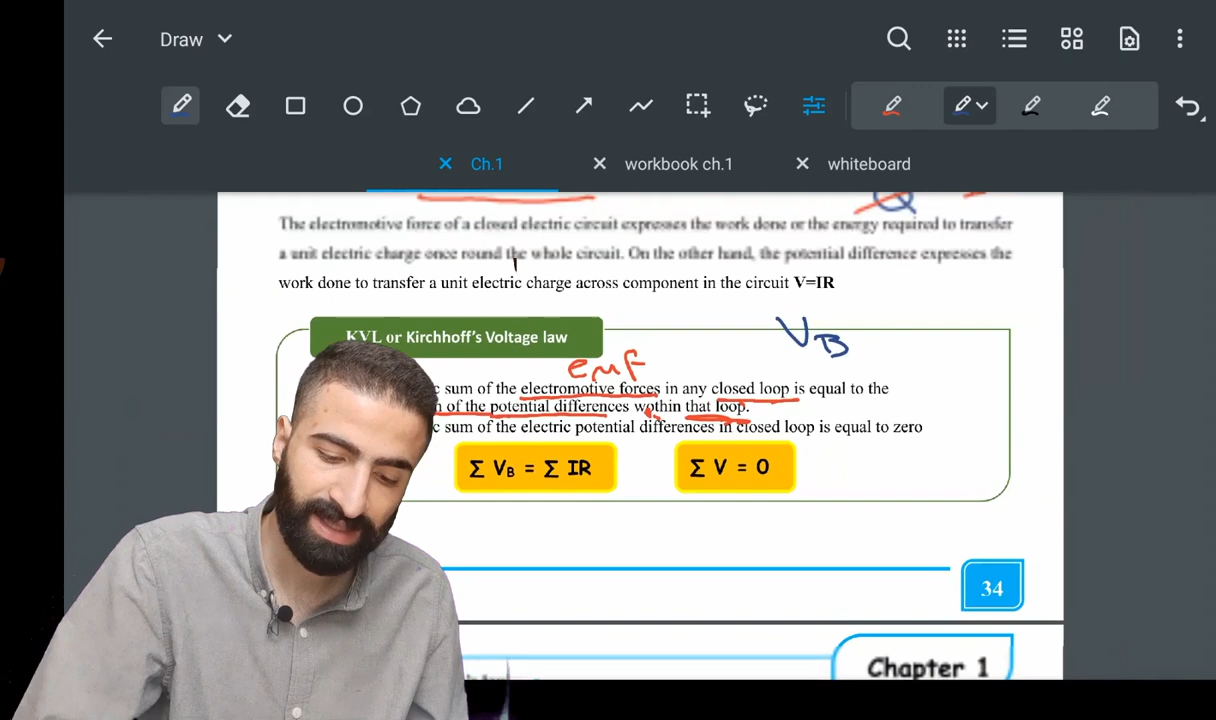 Draw
Ch.1
workbook ch.1
whiteboard
The electromotive force of a closed electric circuit expresses the work done or the energy required to transfer
a unit electric charge once round the whole circuit. On the other hand, the potential difference expresses the
work done to transfer a unit electric charge across component in the circuit V=IR
VB
KVL or Kirchhoff's Voltage law
emf
c sum of the electromotive forces in any closed loop is equal to the
n of the potential differences wothin that loop.
c sum of the electric potential differences in closed loop is equal to zero
Σ VB = Σ IR
Σ V = 0
34
Chapter 1